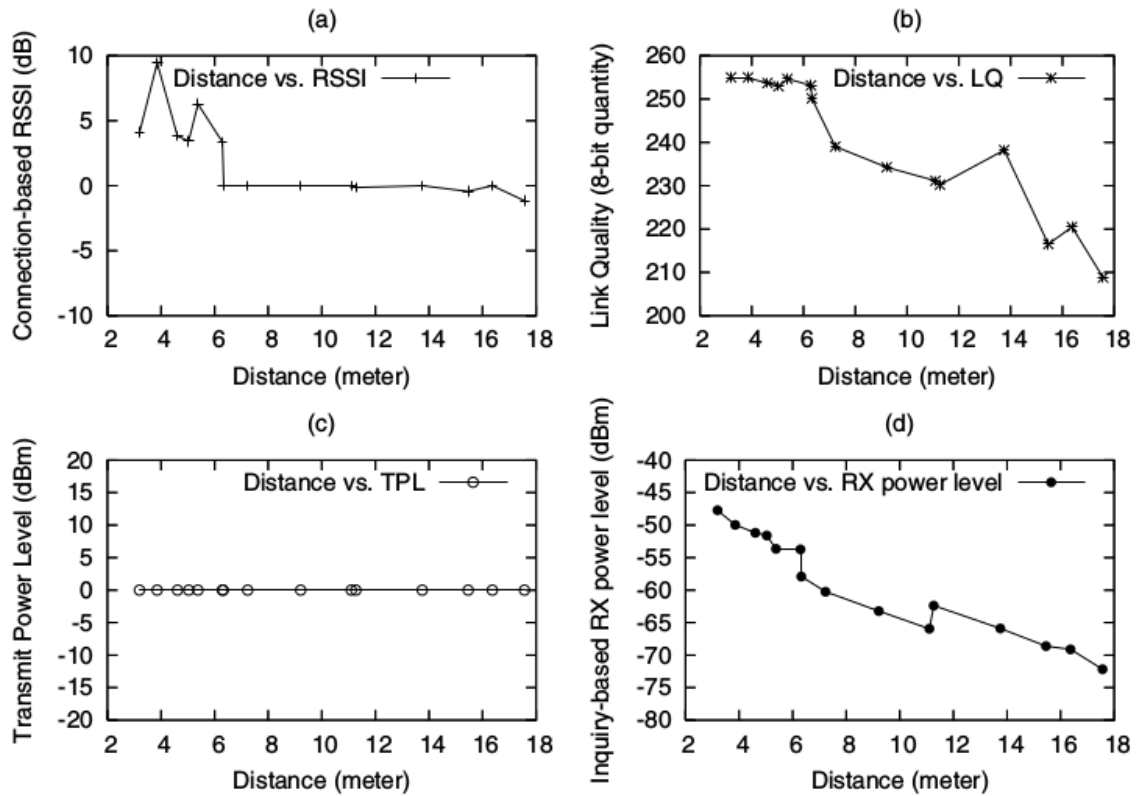 (a)
Connection-based RSSI (dB)
10
5
0
-5
-10
Distance vs. RSSI
2 4 6 8 10 12 14 16 18
Distance (meter)
(b)
Link Quality (8-bit quantity)
260
250
240
230
220
210
200
Distance vs. LQ
2 4 6 8 10 12 14 16 18
Distance (meter)
(c)
Transmit Power Level (dBm)
20
15
10
5
0
-5
-10
-15
-20
Distance vs. TPL
2 4 6 8 10 12 14 16 18
Distance (meter)
(d)
Inquiry-based RX power level (dBm)
-40
-45
-50
-55
-60
-65
-70
-75
-80
Distance vs. RX power level
2 4 6 8 10 12 14 16 18
Distance (meter)